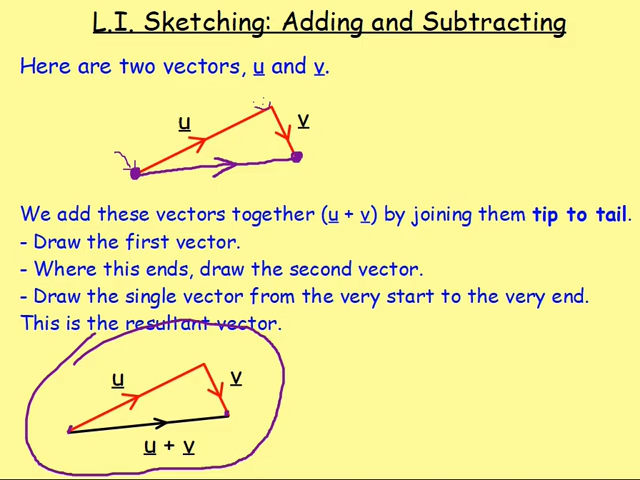 L.I. Sketching: Adding and Subtracting
Here are two vectors, u and v.
u
v
We add these vectors together (u + v) by joining them tip to tail.
- Draw the first vector.
- Where this ends, draw the second vector.
- Draw the single vector from the very start to the very end.
This is the resultant vector.
u
v
u + v